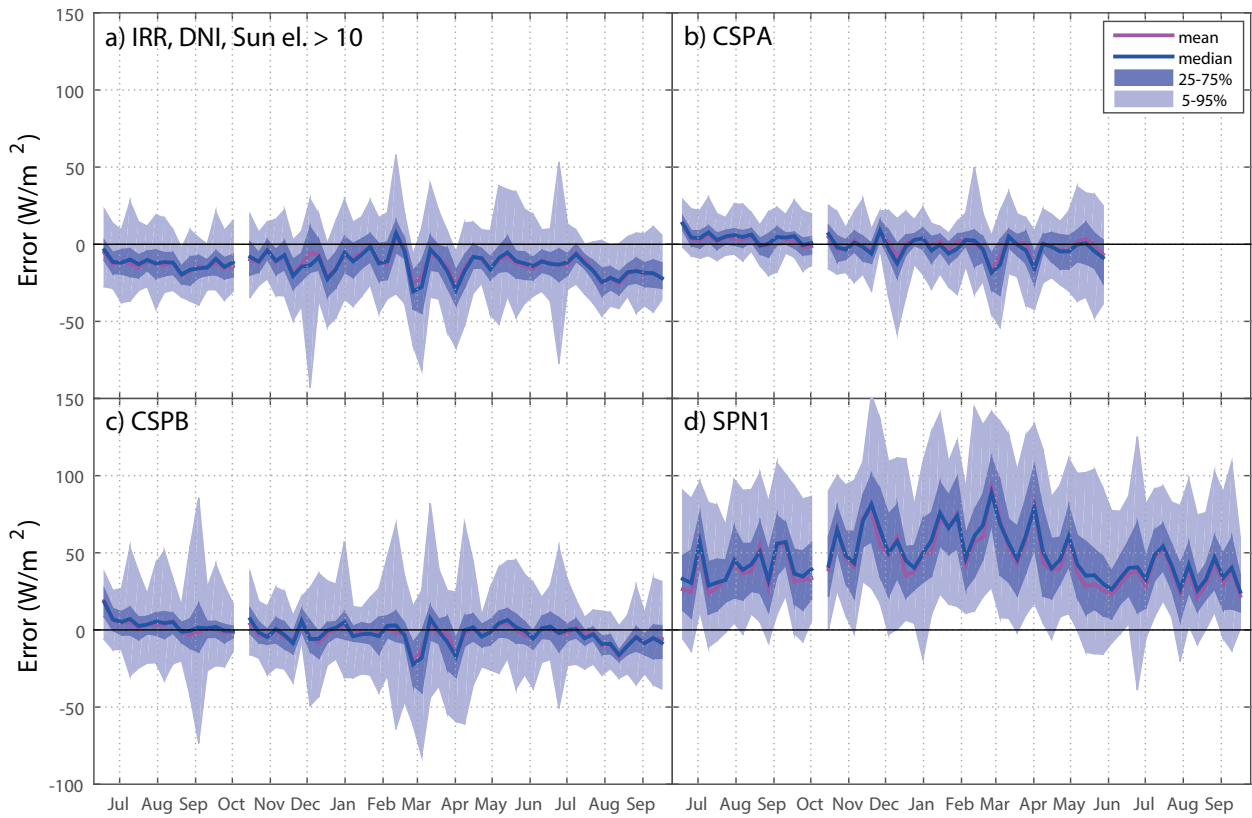 150
a) IRR, DNI, Sun el. > 10
b) CSPA
mean
median
25-75%
5-95%
100
50
0
-50
Error (W/m 2)
150
c) CSPB
d) SPN1
100
50
0
-50
-100
Error (W/m 2)
Jul Aug Sep Oct Nov Dec Jan Feb Mar Apr May Jun Jul Aug Sep
Jul Aug Sep Oct Nov Dec Jan Feb Mar Apr May Jun Jul Aug Sep